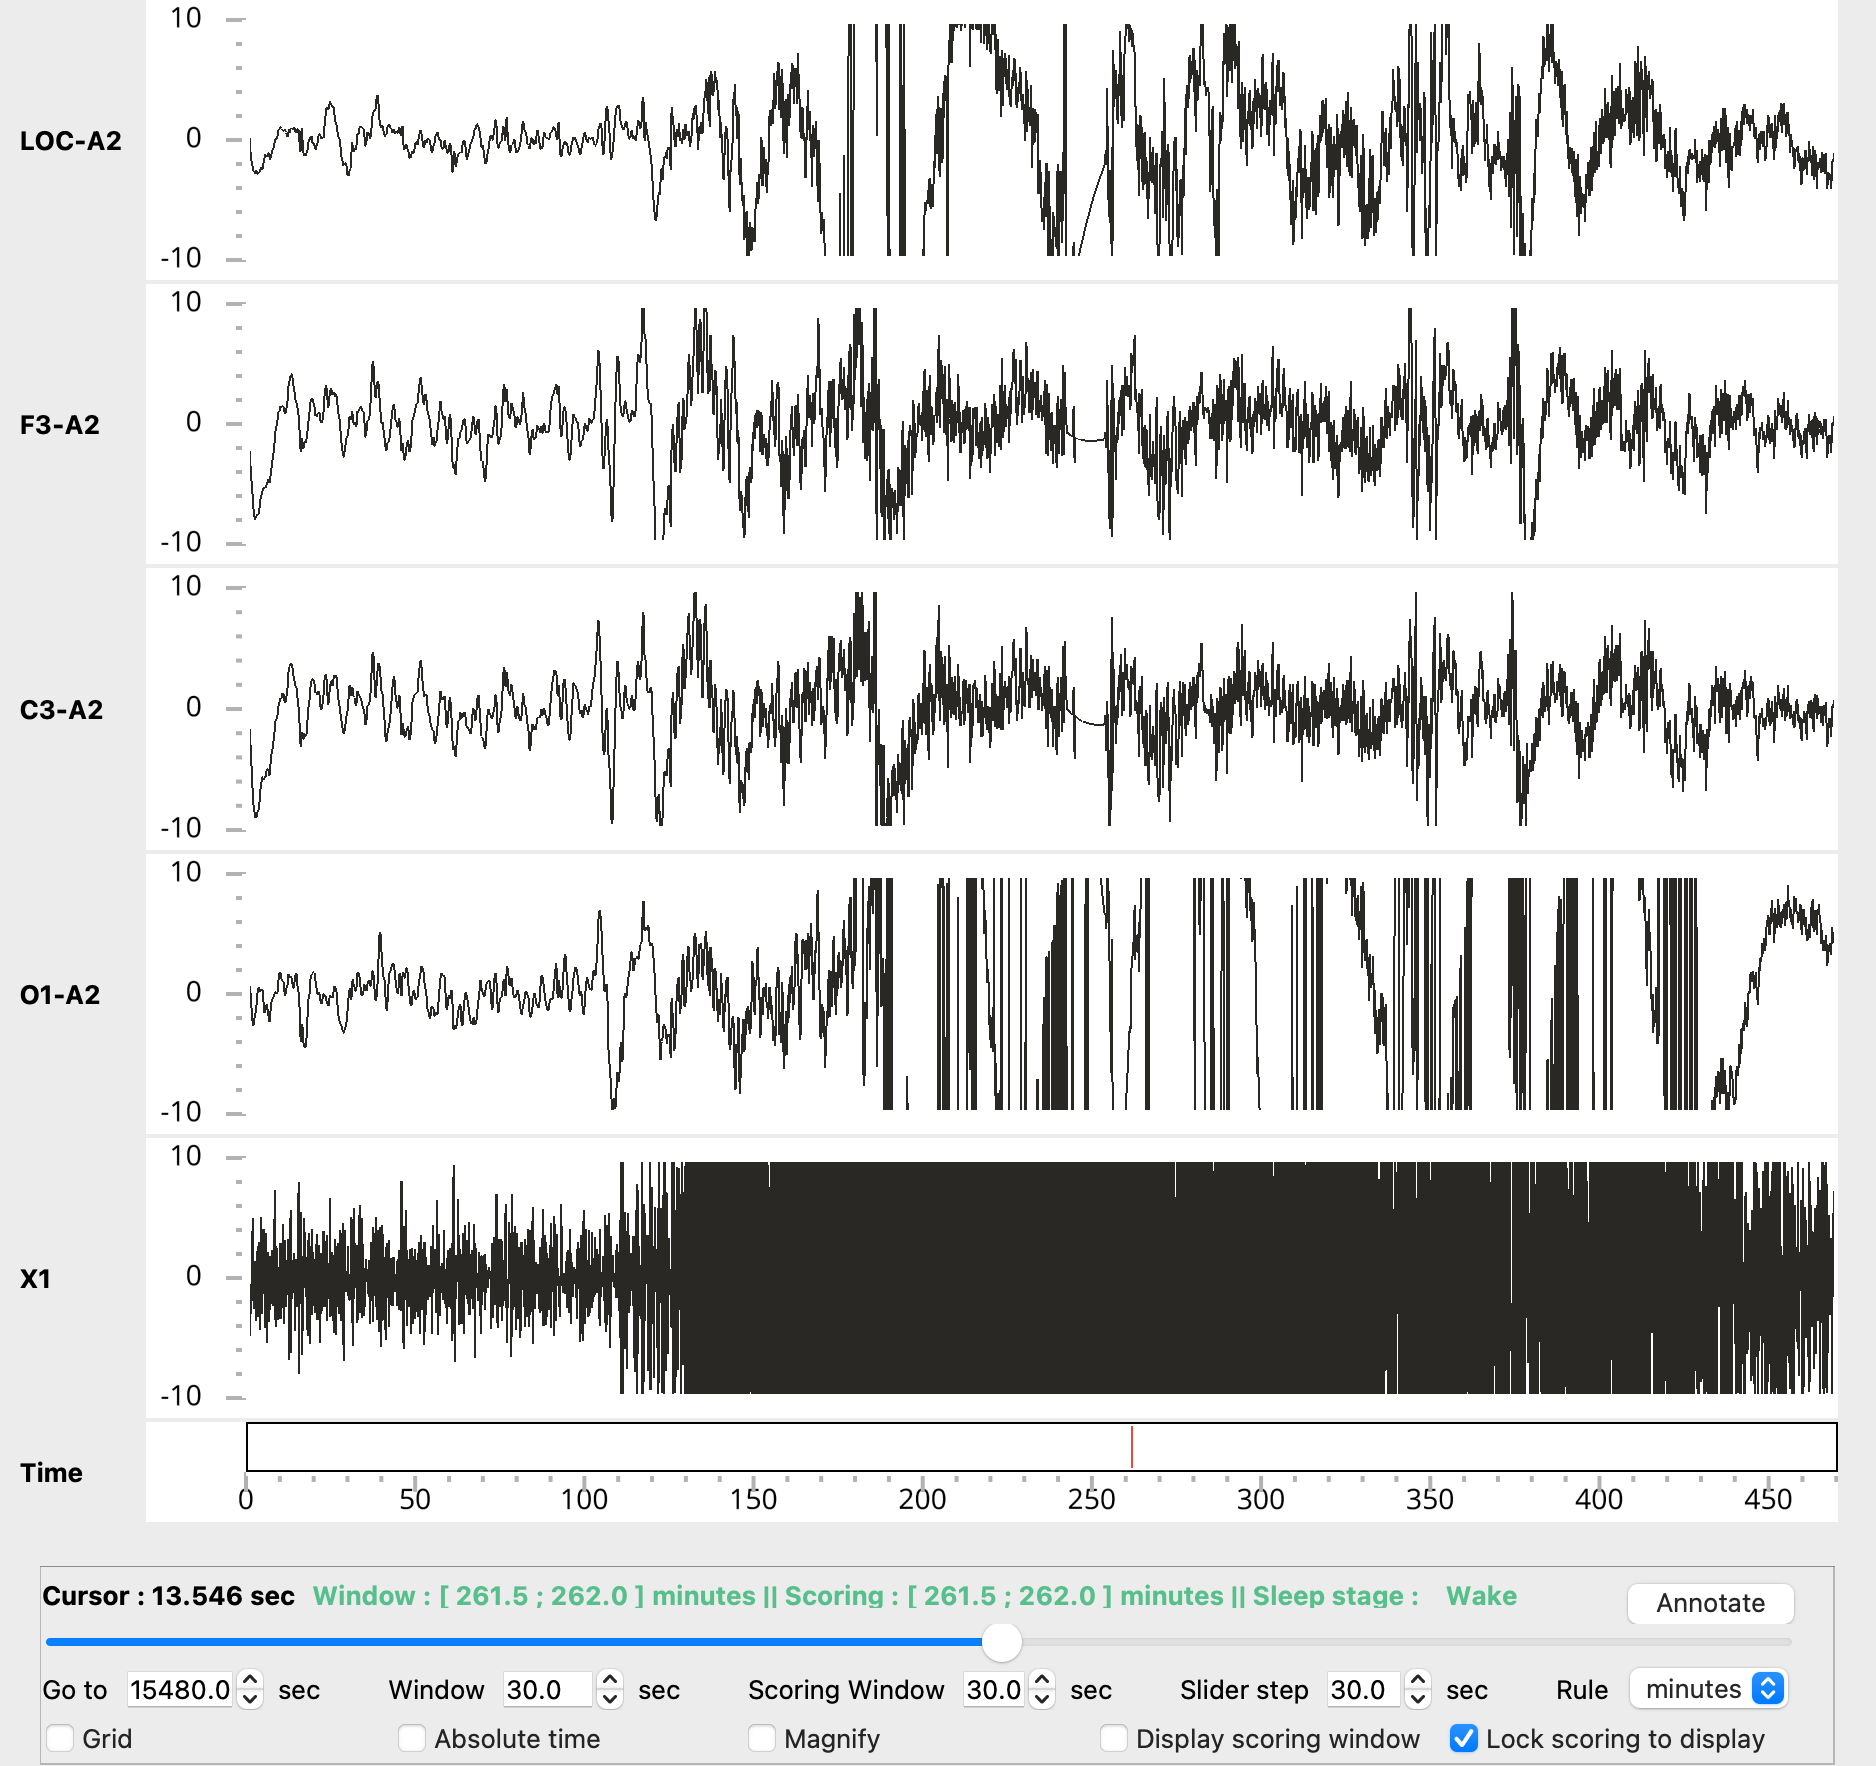 10
LOC-A2
0
-10
10
F3-A2
0
-10
10
C3-A2
0
-10
10
O1-A2
0
-10
10
X1
0
-10
Time
0 50 100 150 200 250 300 350 400 450
Cursor : 13.546 sec Window : [ 261.5 ; 262.0 ] minutes || Scoring : [ 261.5 ; 262.0 ] minutes || Sleep stage : Wake Annotate
Go to 15480.0 sec Window 30.0 sec Scoring Window 30.0 sec Slider step 30.0 sec Rule minutes
Grid Absolute time Magnify Display scoring window Lock scoring to display